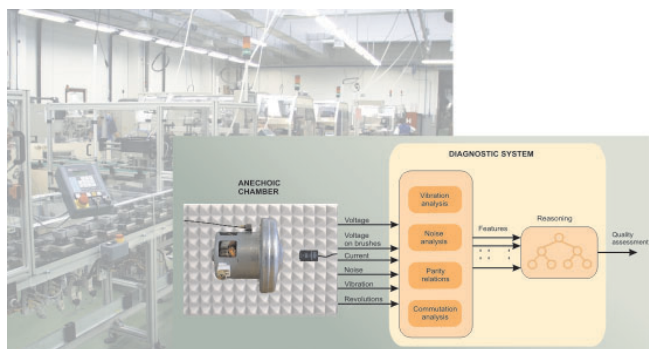 DIAGNOSTIC SYSTEM
ANECHOIC
CHAMBER
Voltage
Voltage
on brushes
Current
Noise
Vibration
Revolutions
Vibration
analysis
Noise
analysis
Parity
relations
Commutation
analysis
Features
Reasoning
Quality
assessment